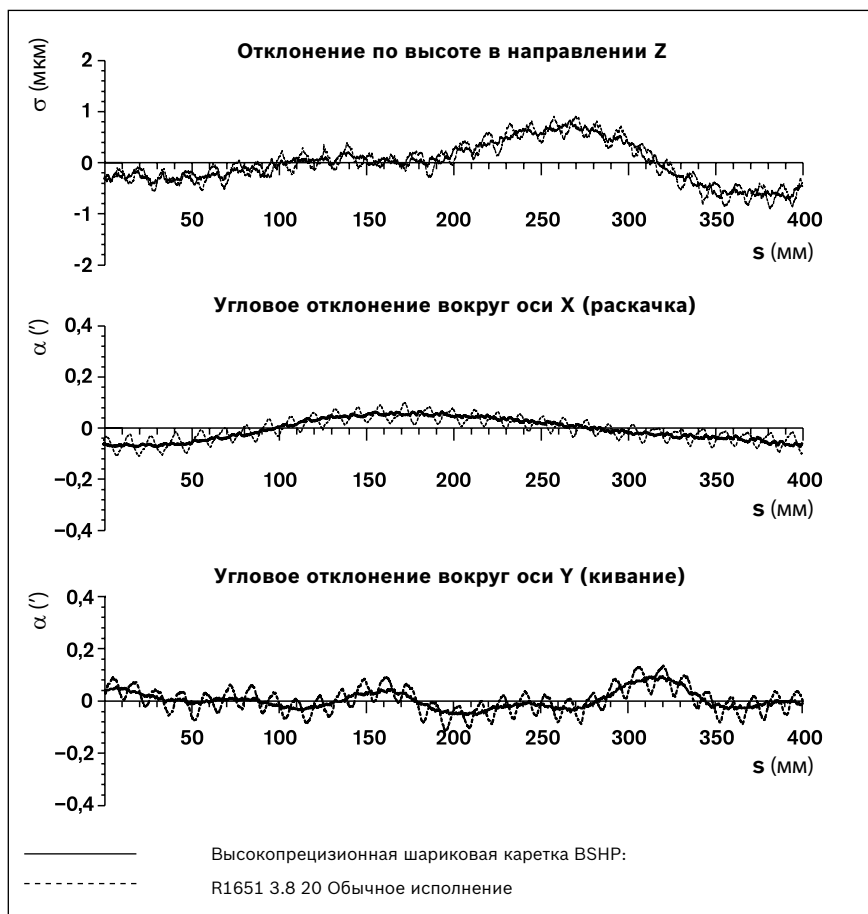 Отклонение по высоте в направлении Z
σ (мкм)
2
1
0
-1
-2
50 100 150 200 250 300 350 400
s (мм)
Угловое отклонение вокруг оси X (раскачка)
α (')
0,4
0,2
0
−0,2
−0,4
50 100 150 200 250 300 350 400
s (мм)
Угловое отклонение вокруг оси Y (кивание)
α (')
0,4
0,2
0
−0,2
−0,4
50 100 150 200 250 300 350 400
s (мм)
Высокопрецизионная шариковая каретка BSHP:
R1651 3.8 20 Обычное исполнение